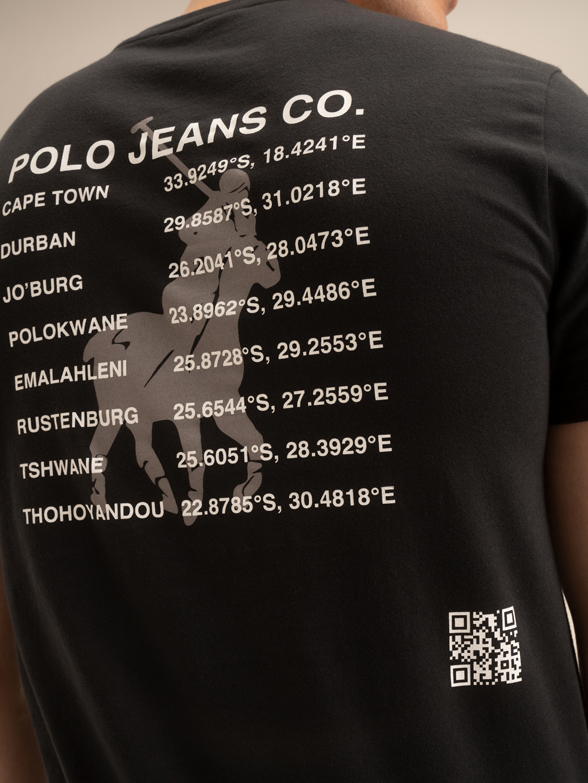 POLO JEANS CO.
CAPE TOWN 33.9249°S, 18.4241°E
DURBAN 29.8587°S, 31.0218°E
JO'BURG 26.2041°S, 28.0473°E
POLOKWANE 23.8962°S, 29.4486°E
EMALAHLENI 25.8728°S, 29.2553°E
RUSTENBURG 25.6544°S, 27.2559°E
TSHWANE 25.6051°S, 28.3929°E
THOHOYANDOU 22.8785°S, 30.4818°E